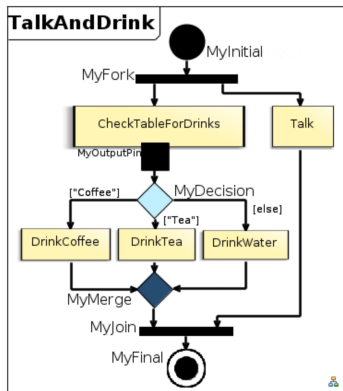 TalkAndDrink
MyInitial
MyFork
CheckTableForDrinks
Talk
MyOutputPin
MyDecision
["Coffee"]
["Tea"]
[else]
DrinkCoffee
DrinkTea
DrinkWater
MyMerge
MyJoin
MyFinal